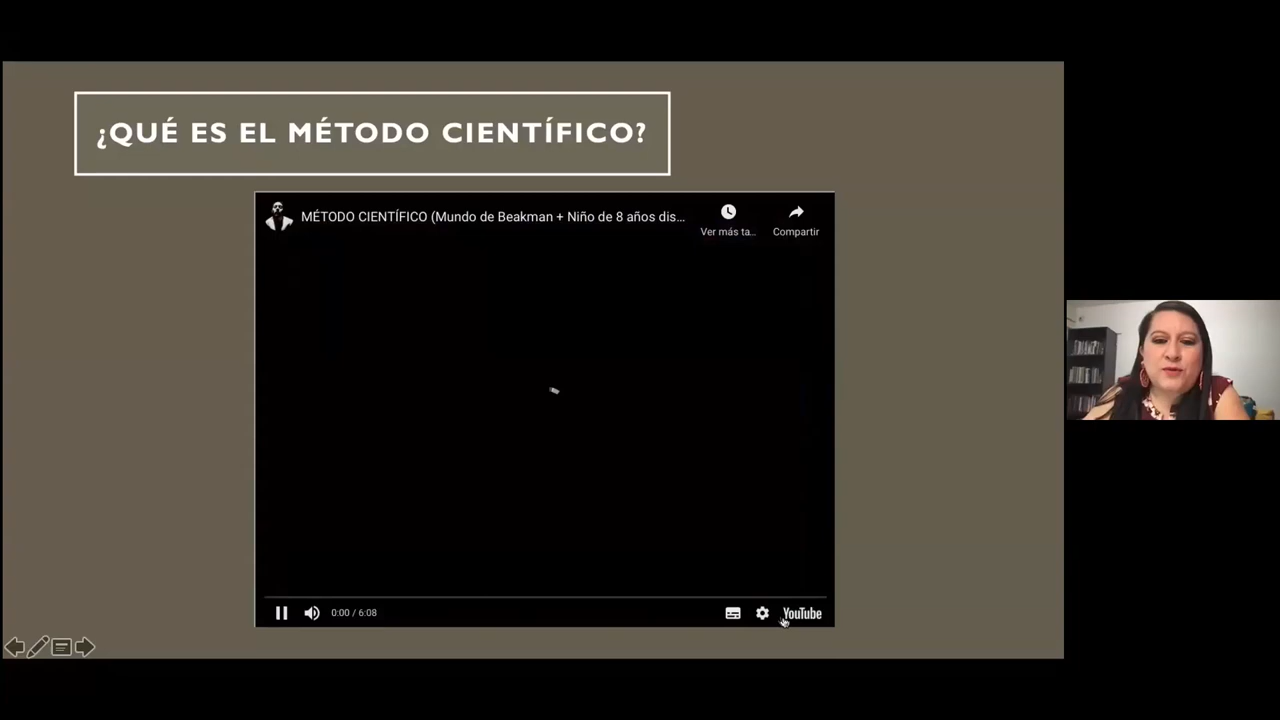 ¿QUÉ ES EL MÉTODO CIENTÍFICO?
MÉTODO CIENTÍFICO (Mundo de Beakman + Niño de 8 años dis...
Ver más ta...
Compartir
0:00 / 6:08
YouTube